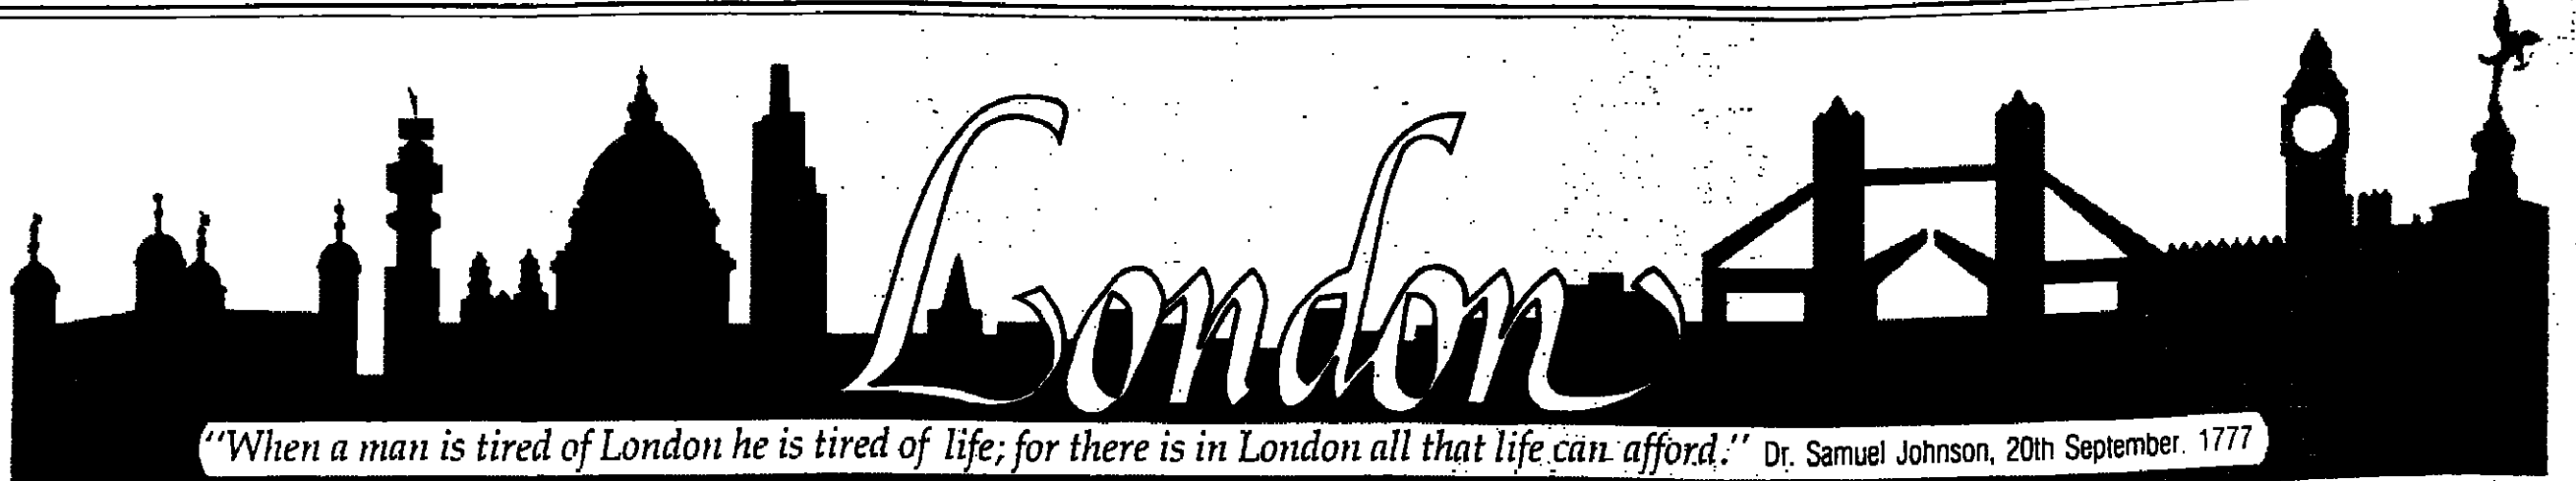 London
"When a man is tired of London he is tired of life; for there is in London all that life can afford." Dr. Samuel Johnson, 20th September. 1777